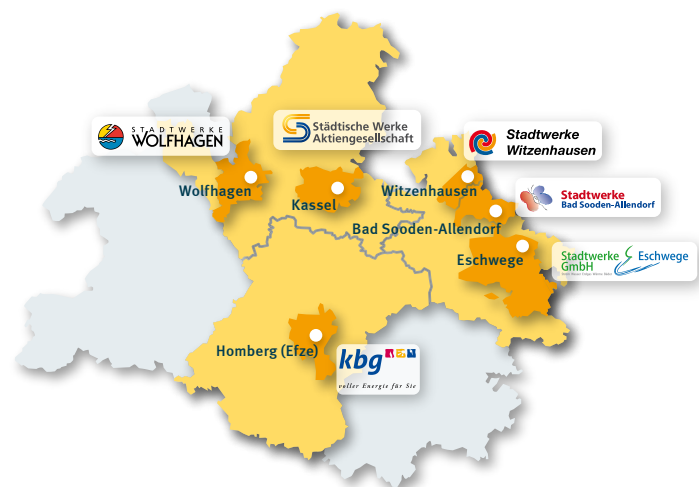 STADTWERKE
WOLFHAGEN
Städtische Werke
Aktiengesellschaft
Stadtwerke
Witzenhausen
Wolfhagen
Kassel
Witzenhausen
Stadtwerke
Bad Sooden-Allendorf
Bad Sooden-Allendorf
Eschwege
Stadtwerke Eschwege
GmbH
Homberg (Efze)
kbg
voller Energie für Sie